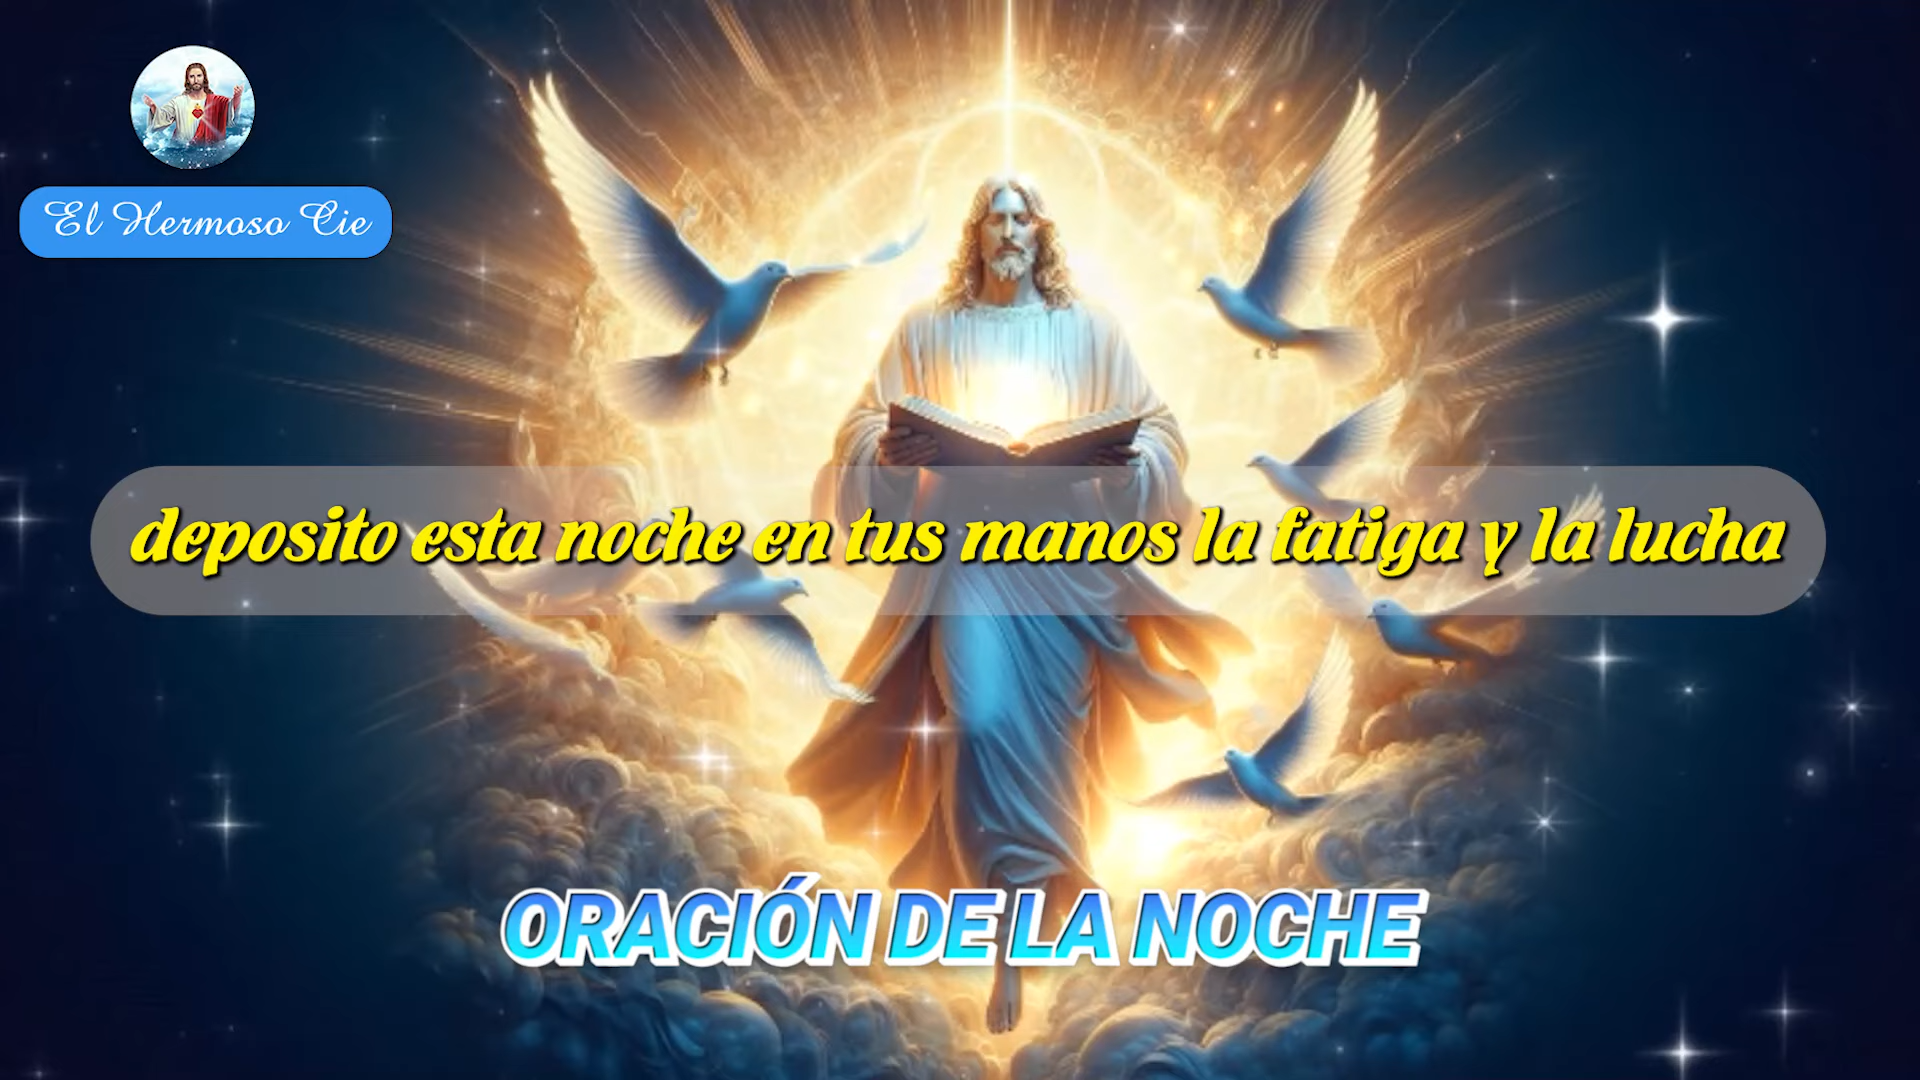 El Hermoso Cie
deposito esta noche en tus manos la fatiga y la lucha
ORACIÓN DE LA NOCHE